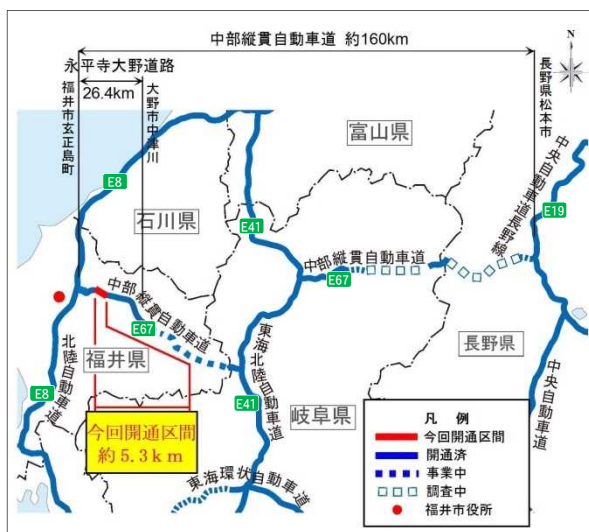 中部縦貫自動車道 約160km
永平寺大野道路
26.4km
福井市玄正島町
大野市中津川
長野県松本市
N
富山県
石川県
E8
E41
E19
中央自動車道長野線
中部縦貫自動車道
E67
中部縦貫自動車道
E67
福井県
北陸自動車道
E8
東海北陸自動車道
E41
岐阜県
長野県
中央自動車道
今回開通区間
約5.3km
東海環状自動車道
凡 例
今回開通区間
開通済
事業中
調査中
福井市役所